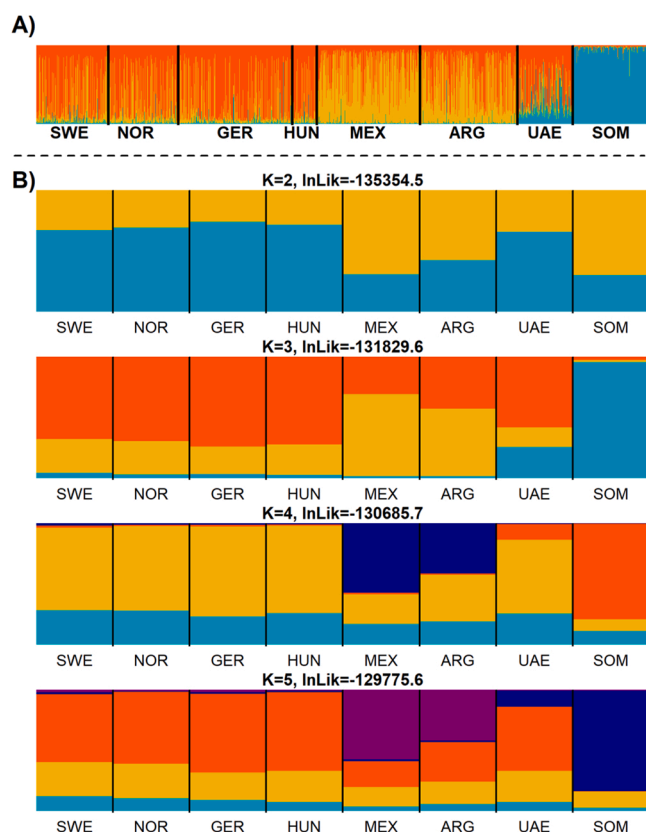 A)
SWE NOR GER HUN MEX ARG UAE SOM
B)
K=2, lnLik=-135354.5
SWE NOR GER HUN MEX ARG UAE SOM
K=3, lnLik=-131829.6
SWE NOR GER HUN MEX ARG UAE SOM
K=4, lnLik=-130685.7
SWE NOR GER HUN MEX ARG UAE SOM
K=5, lnLik=-129775.6
SWE NOR GER HUN MEX ARG UAE SOM